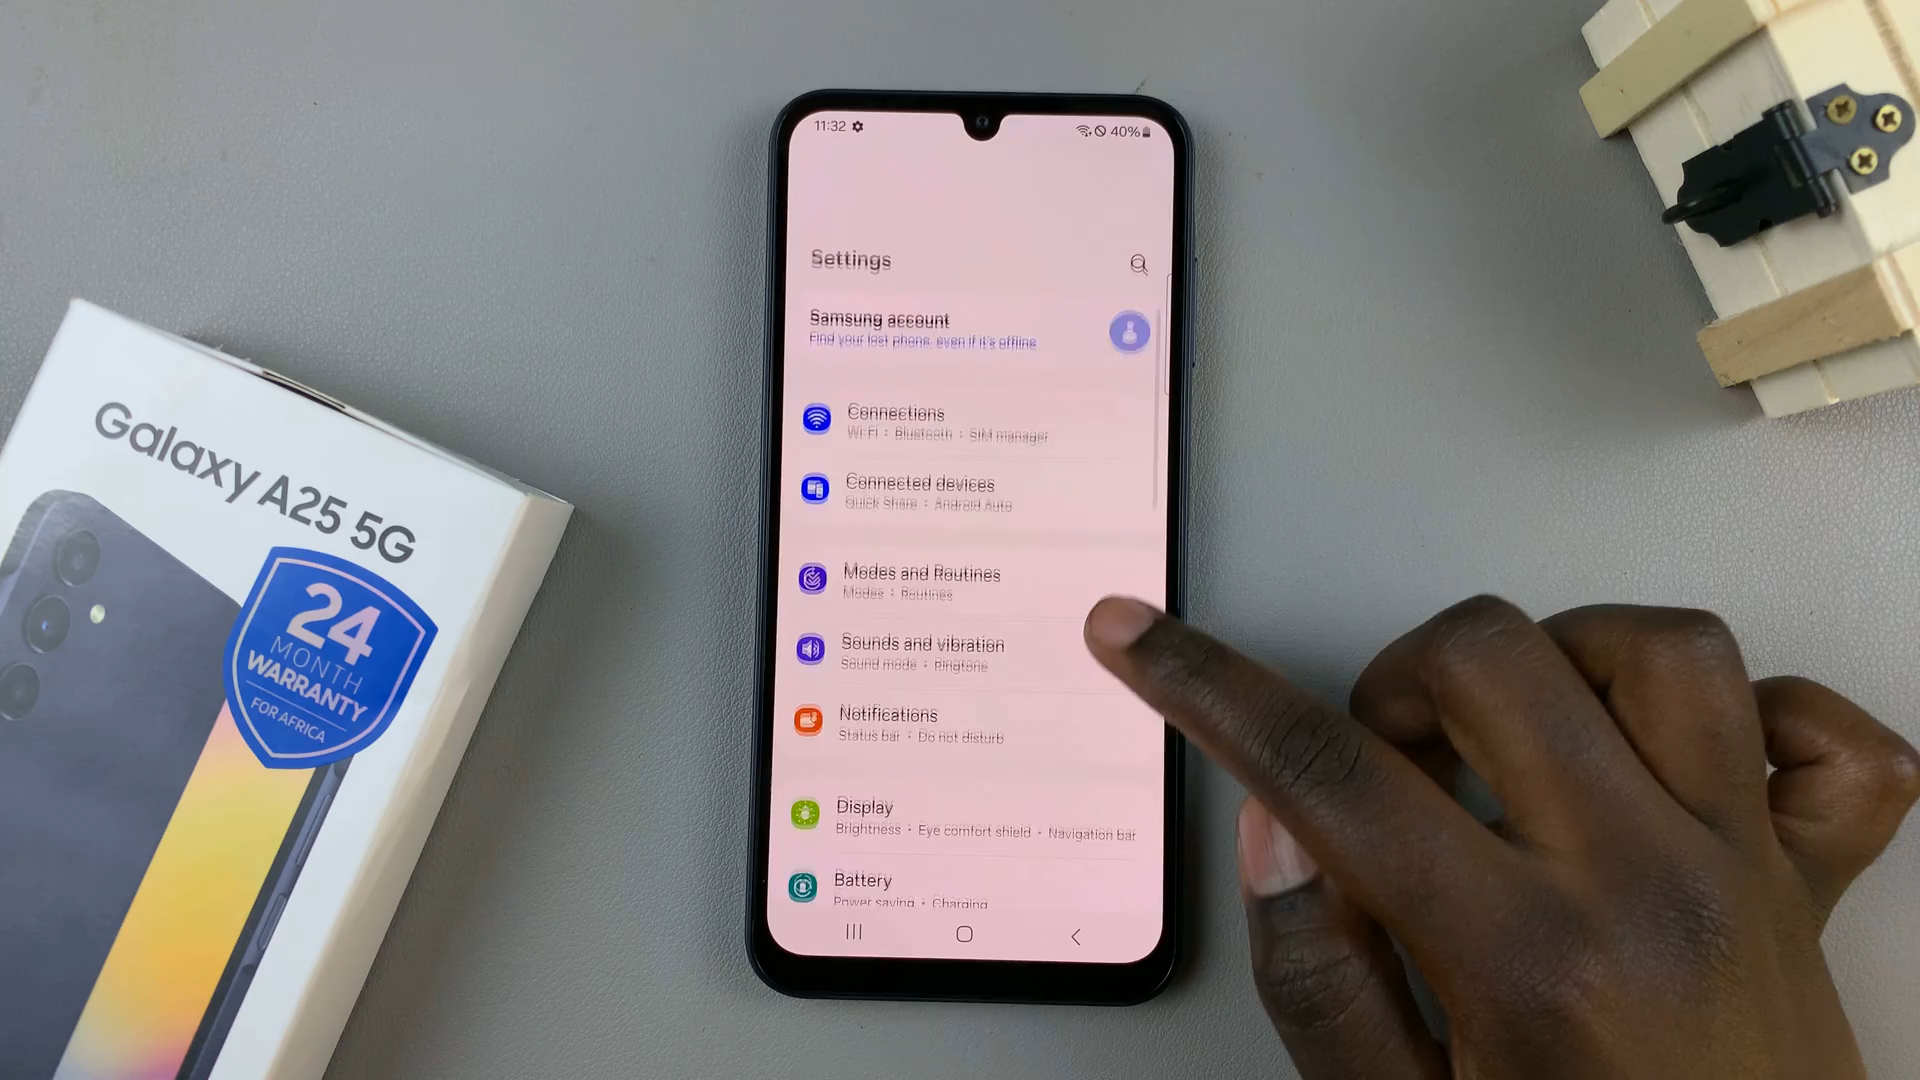 11:32
40%
Settings
Samsung account
Find your lost phone, even if it's offline
Connections
Wi-Fi • Bluetooth • SIM manager
Connected devices
Quick Share • Android Auto
Modes and Routines
Modes • Routines
Sounds and vibration
Sound mode • Ringtone
Notifications
Status bar • Do not disturb
Display
Brightness • Eye comfort shield • Navigation bar
Battery
Power saving • Charging
Galaxy A25 5G
24
MONTH
WARRANTY
FOR AFRICA